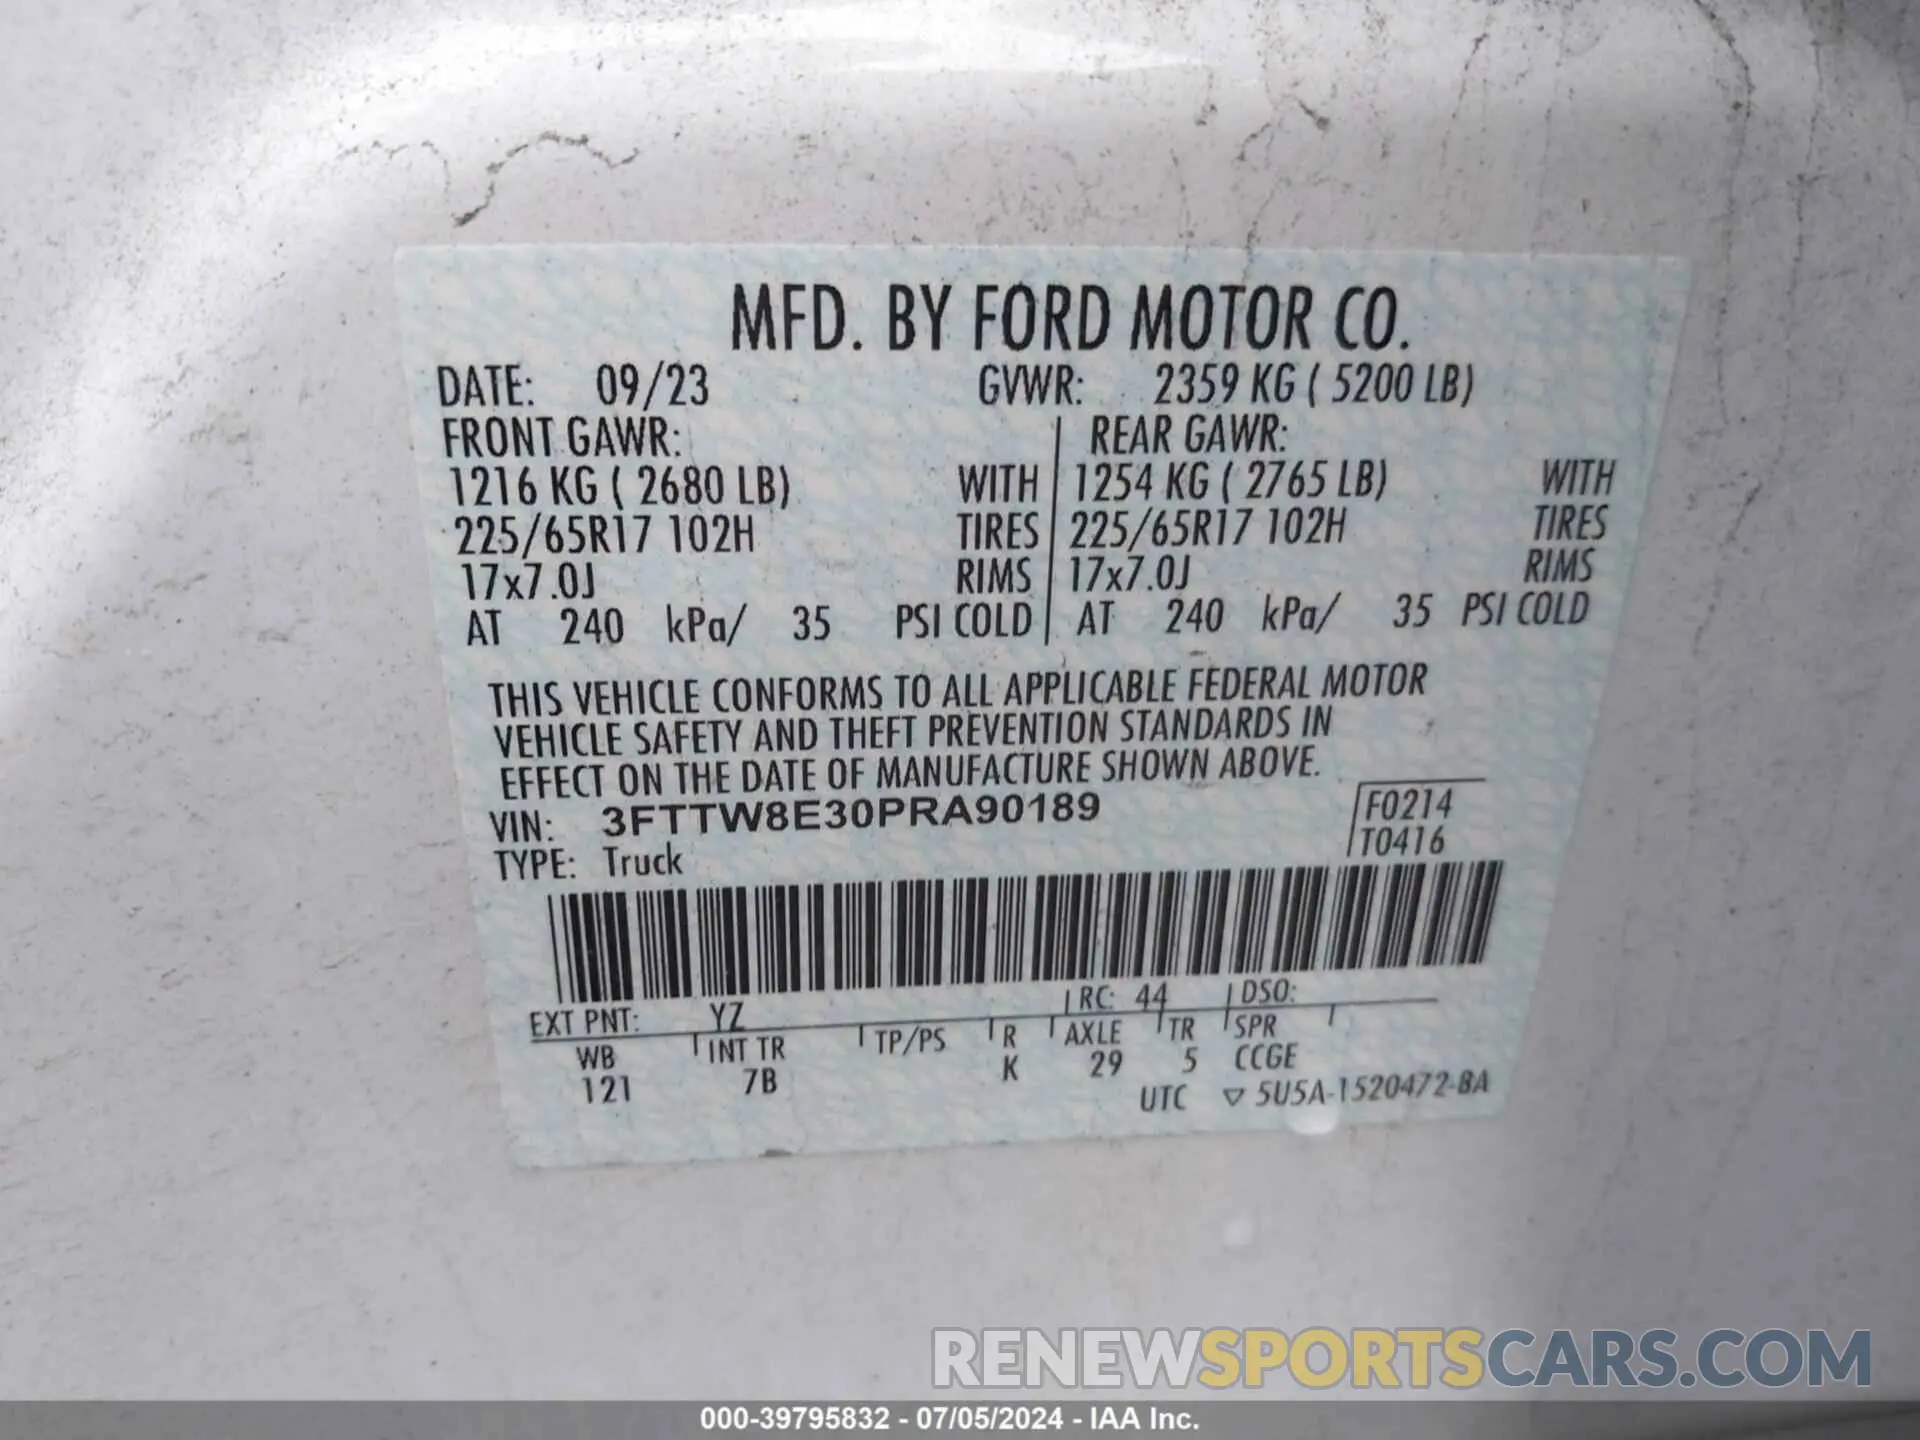 MFD. BY FORD MOTOR CO.
DATE: 09/23 GVWR: 2359 KG ( 5200 LB)
FRONT GAWR: REAR GAWR:
1216 KG ( 2680 LB) WITH 1254 KG ( 2765 LB) WITH
225/65R17 102H TIRES 225/65R17 102H TIRES
17x7.0J RIMS 17x7.0J RIMS
AT 240 kPa/ 35 PSI COLD AT 240 kPa/ 35 PSI COLD
THIS VEHICLE CONFORMS TO ALL APPLICABLE FEDERAL MOTOR
VEHICLE SAFETY AND THEFT PREVENTION STANDARDS IN
EFFECT ON THE DATE OF MANUFACTURE SHOWN ABOVE.
VIN: 3FTTW8E30PRA90189 F0214
TYPE: Truck T0416
EXT PNT: YZ RC: 44 DSO:
WB INT TR TP/PS R AXLE TR SPR
121 7B K 29 5 CCGE
UTC ▽ 5U5A-1520472-BA
RENEWSPORTSCARS.COM
000-39795832 - 07/05/2024 - IAA Inc.